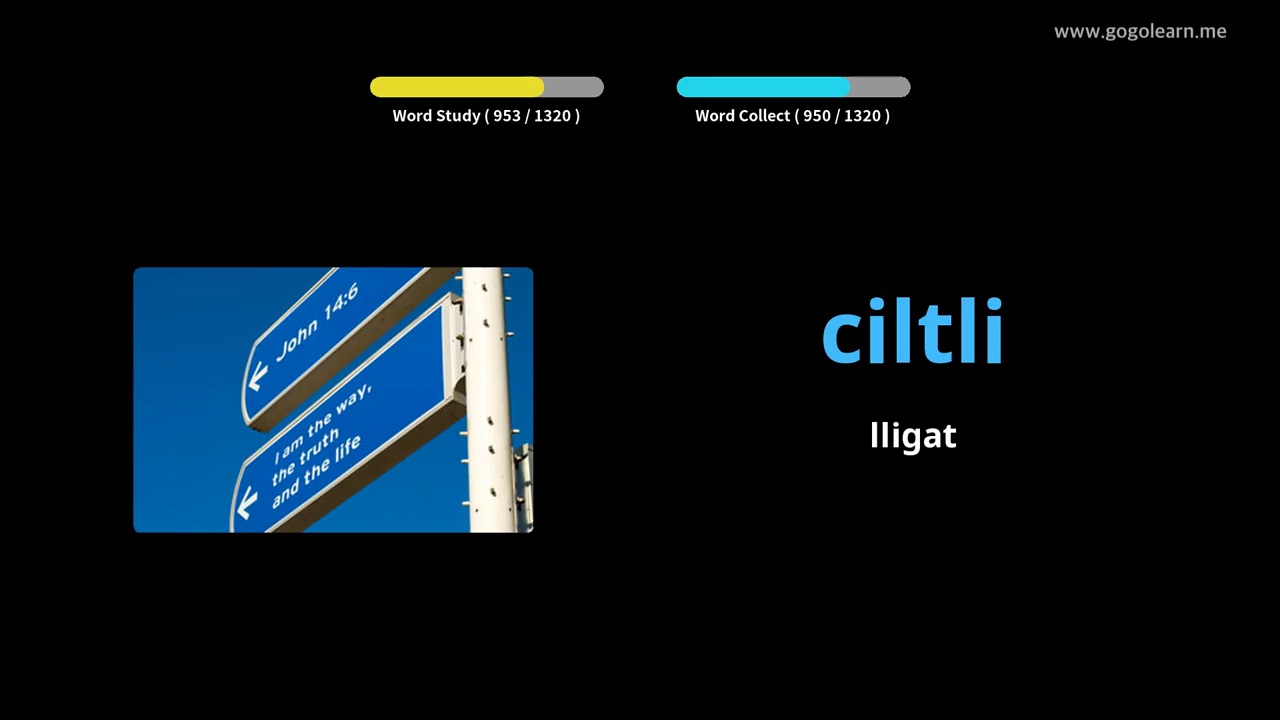 www.gogolearn.me
Word Study ( 953 / 1320 )
Word Collect ( 950 / 1320 )
John 14:6
I am the way,
the truth
and the life
ciltli
lligat